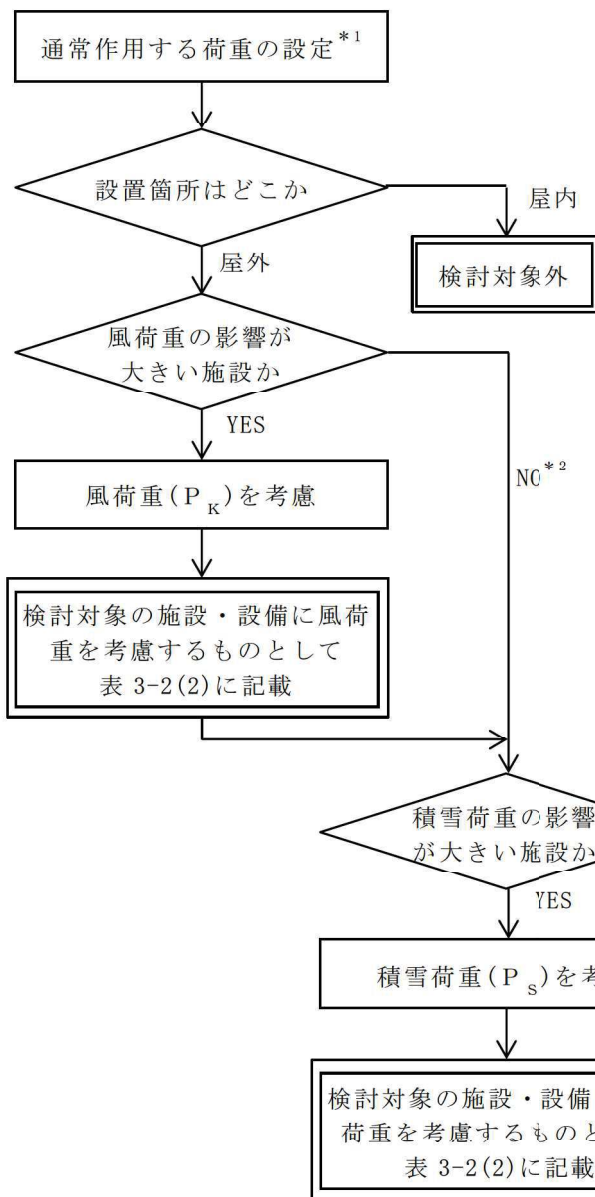 通常作用する荷重の設定*1
設置箇所はどこか
屋内
屋外
検討対象外
風荷重の影響が
大きい施設か
YES
NO*2
風荷重(PK)を考慮
検討対象の施設・設備に風荷
重を考慮するものとして
表 3-2(2)に記載
積雪荷重の影響
が大きい施設か
YES
積雪荷重(PS)を考
検討対象の施設・設備
荷重を考慮するものと
表 3-2(2)に記載